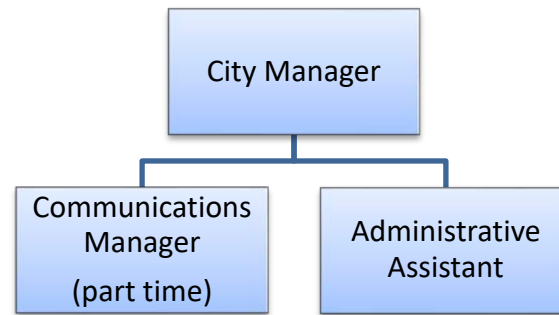 City Manager
Communications
Manager
(part time)
Administrative
Assistant